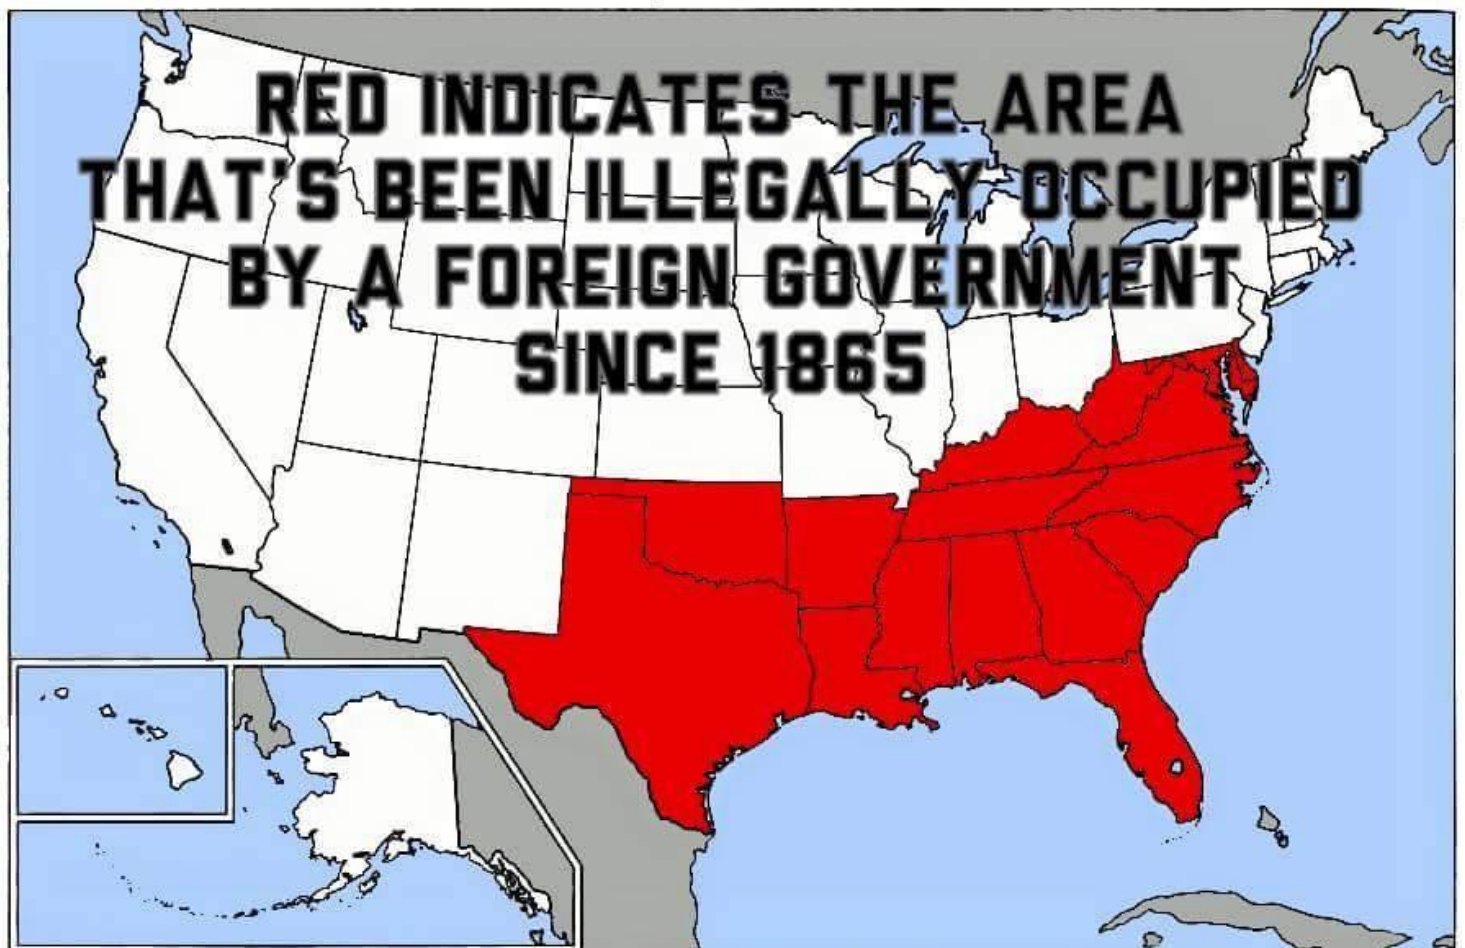 RED INDICATES THE AREA
THAT'S BEEN ILLEGALLY OCCUPIED
BY A FOREIGN GOVERNMENT
SINCE 1865